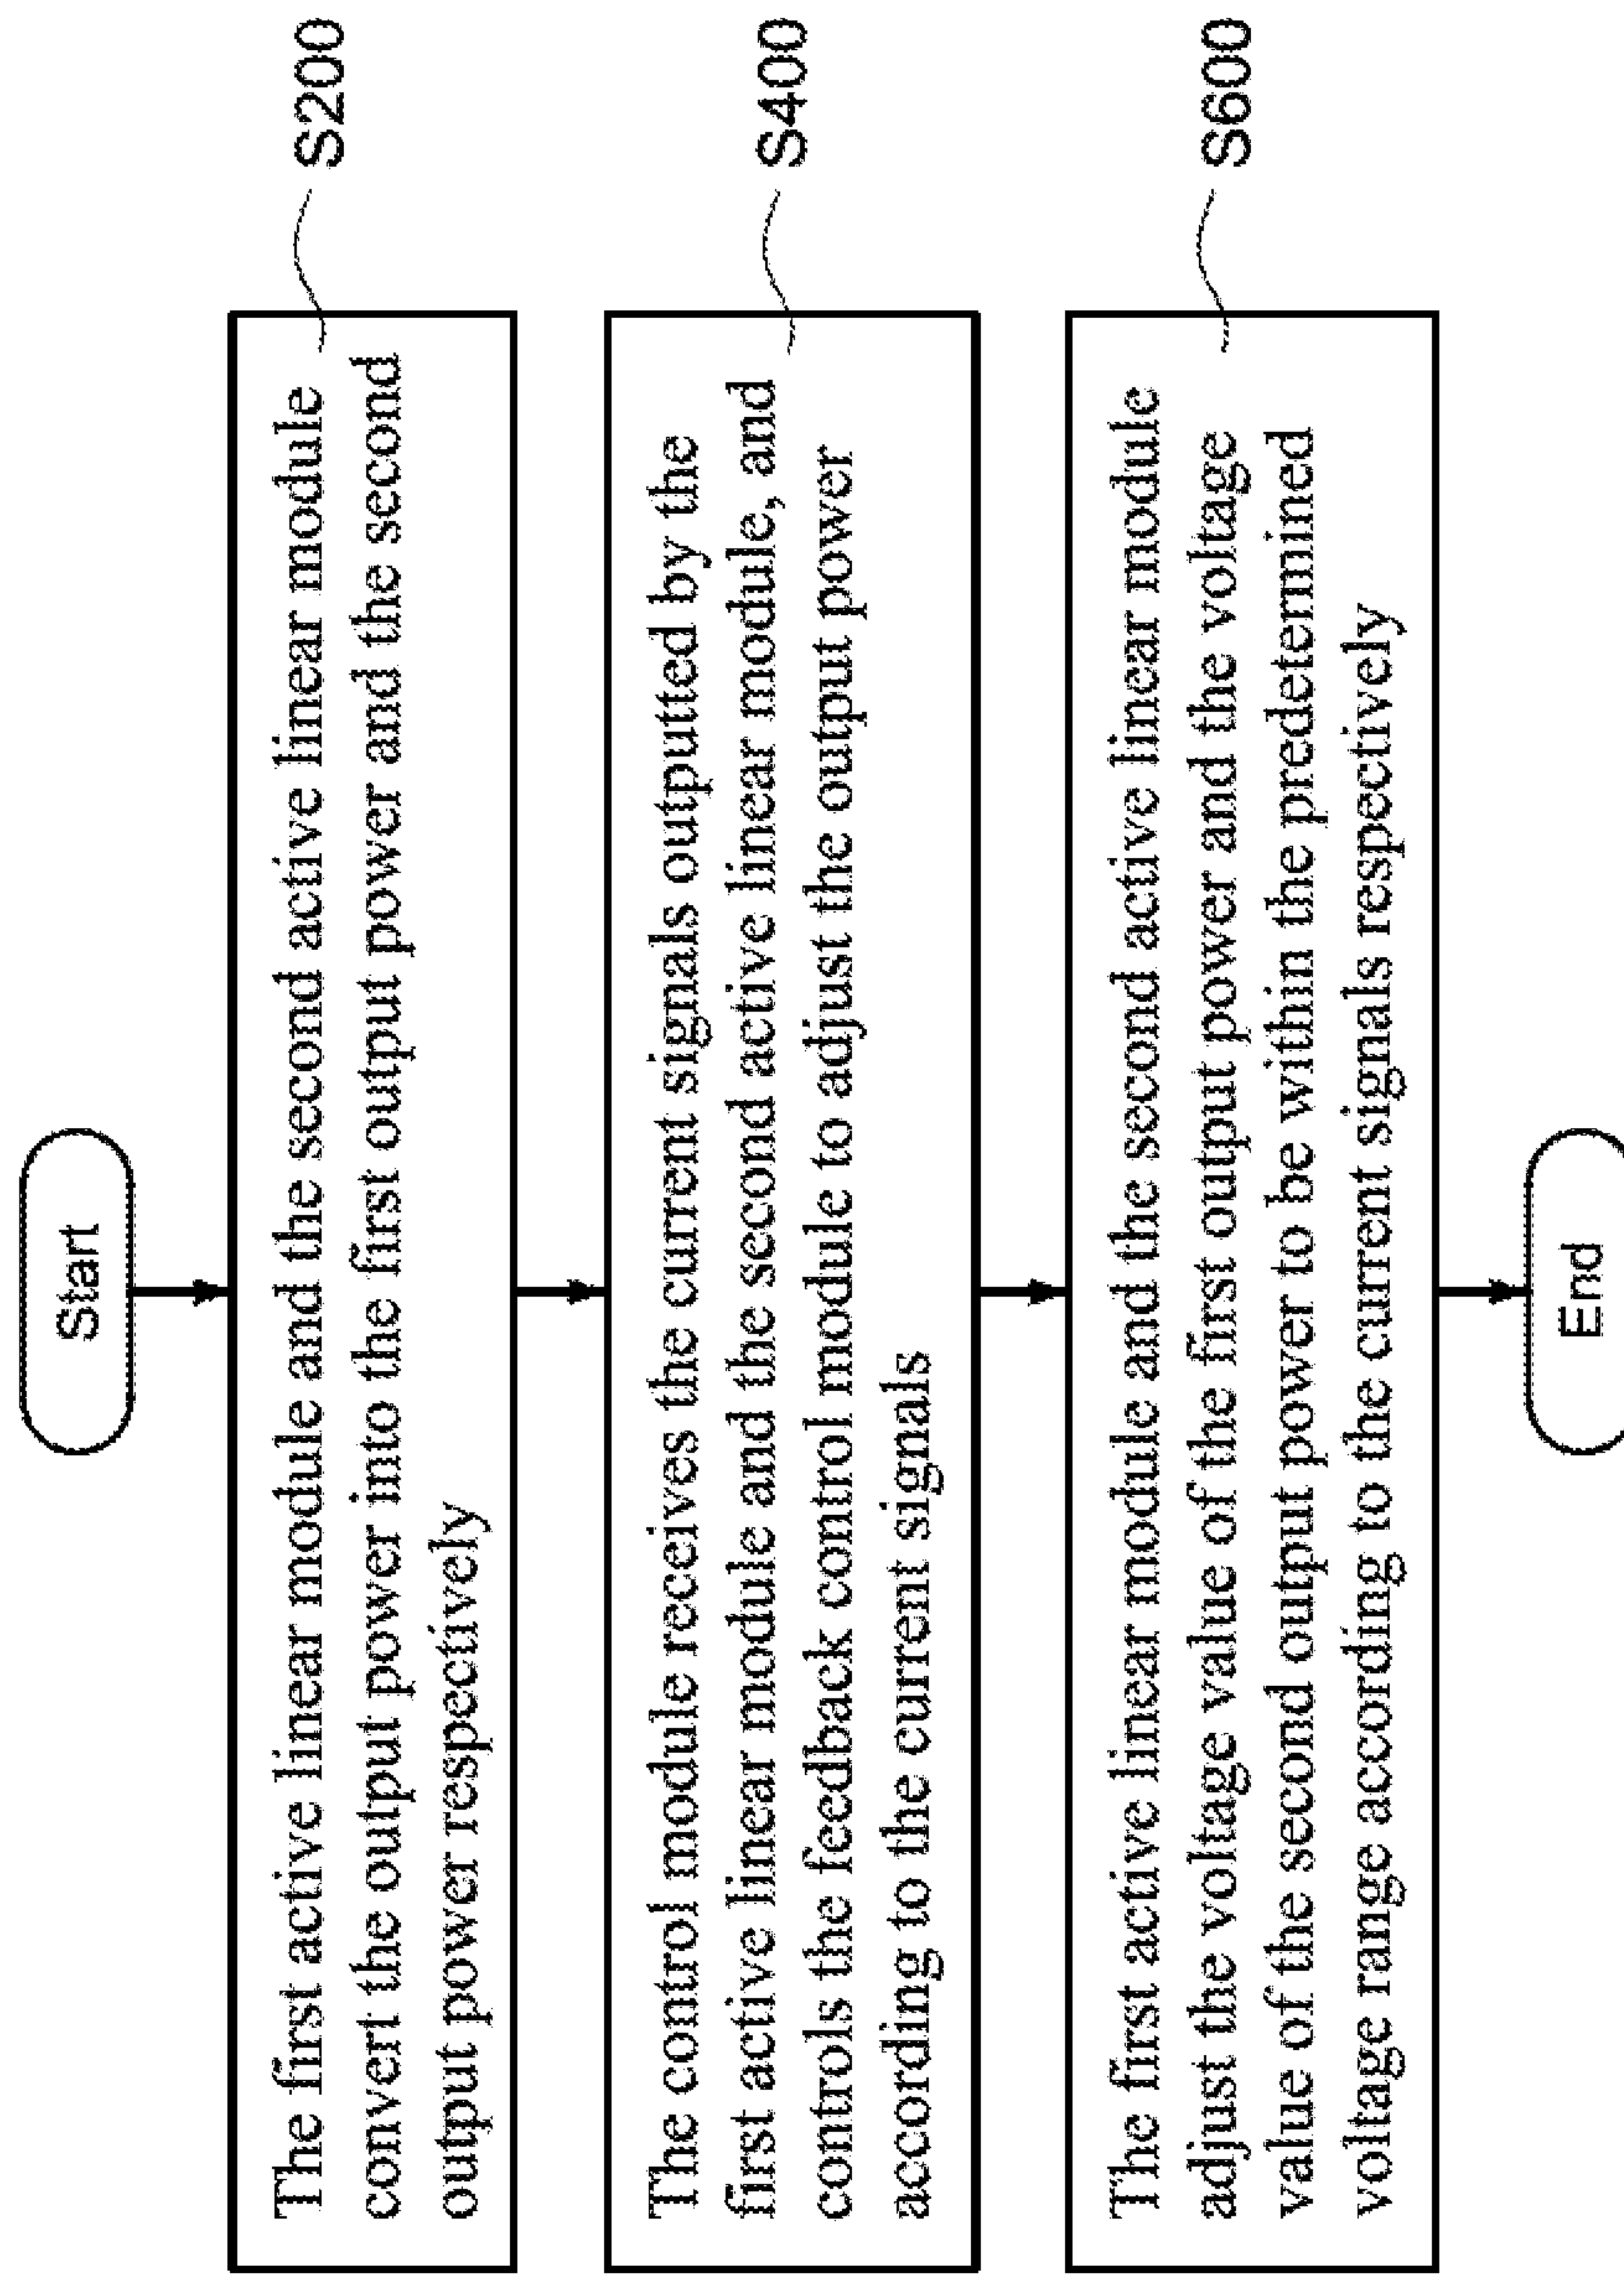 Start
The first active linear module and the second active linear module
convert the output power into the first output power and the second
output power respectively
S200
The control module receives the current signals outputted by the
first active linear module and the second active linear module, and
controls the feedback control module to adjust the output power
according to the current signals
S400
The first active linear module and the second active linear module
adjust the voltage value of the first output power and the voltage
value of the second output power to be within the predetermined
voltage range according to the current signals respectively
S600
End